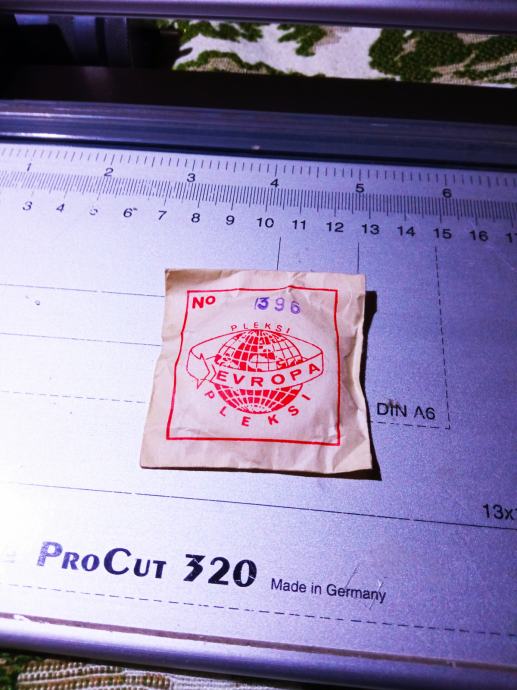 1 2 3 4 5 6
3 4 5 6 7 8 9 10 11 12 13 14 15 16
No 396
PLEKSI
EVROPA
PLEKSI
DIN A6
PROCUT 320 Made in Germany